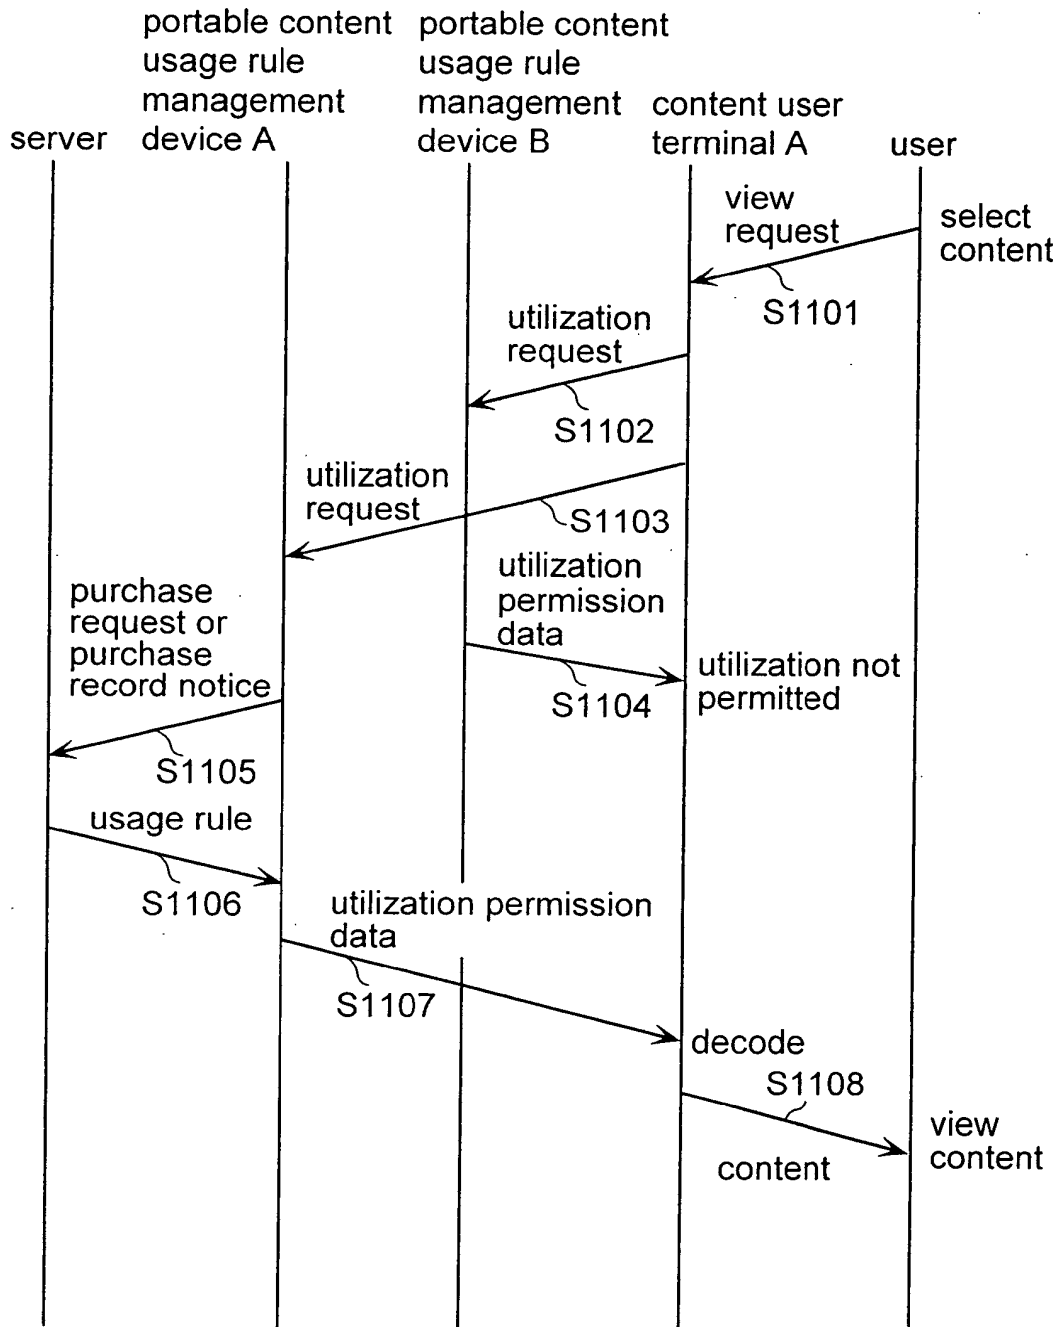 portable content
usage rule
management
device A
portable content
usage rule
management
device B
content user
terminal A
server
user
view
request
select
content
S1101
utilization
request
S1102
utilization
request
S1103
utilization
permission
data
purchase
request or
purchase
record notice
utilization not
permitted
S1104
S1105
usage rule
S1106
utilization permission
data
S1107
decode
S1108
view
content
content